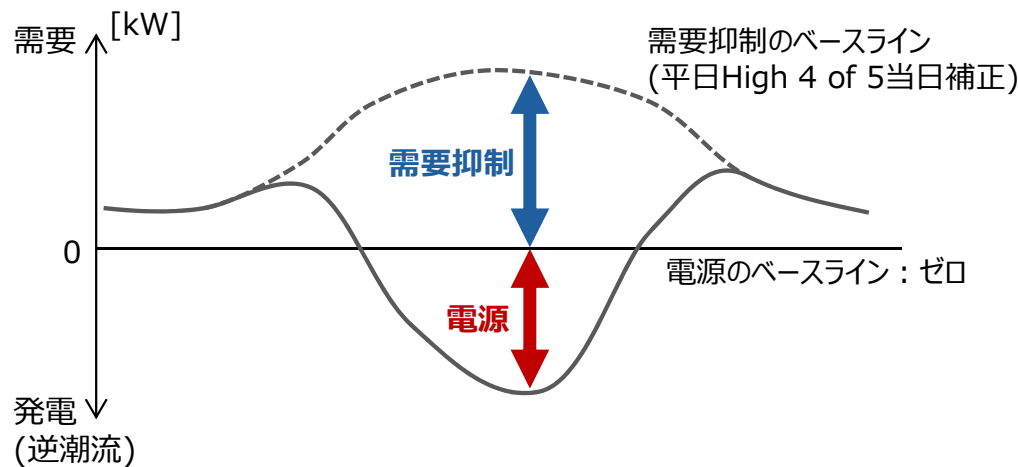 需要
[kW]
需要抑制のベースライン
(平日High 4 of 5当日補正)
需要抑制
0
電源のベースライン：ゼロ
電源
発電
(逆潮流)